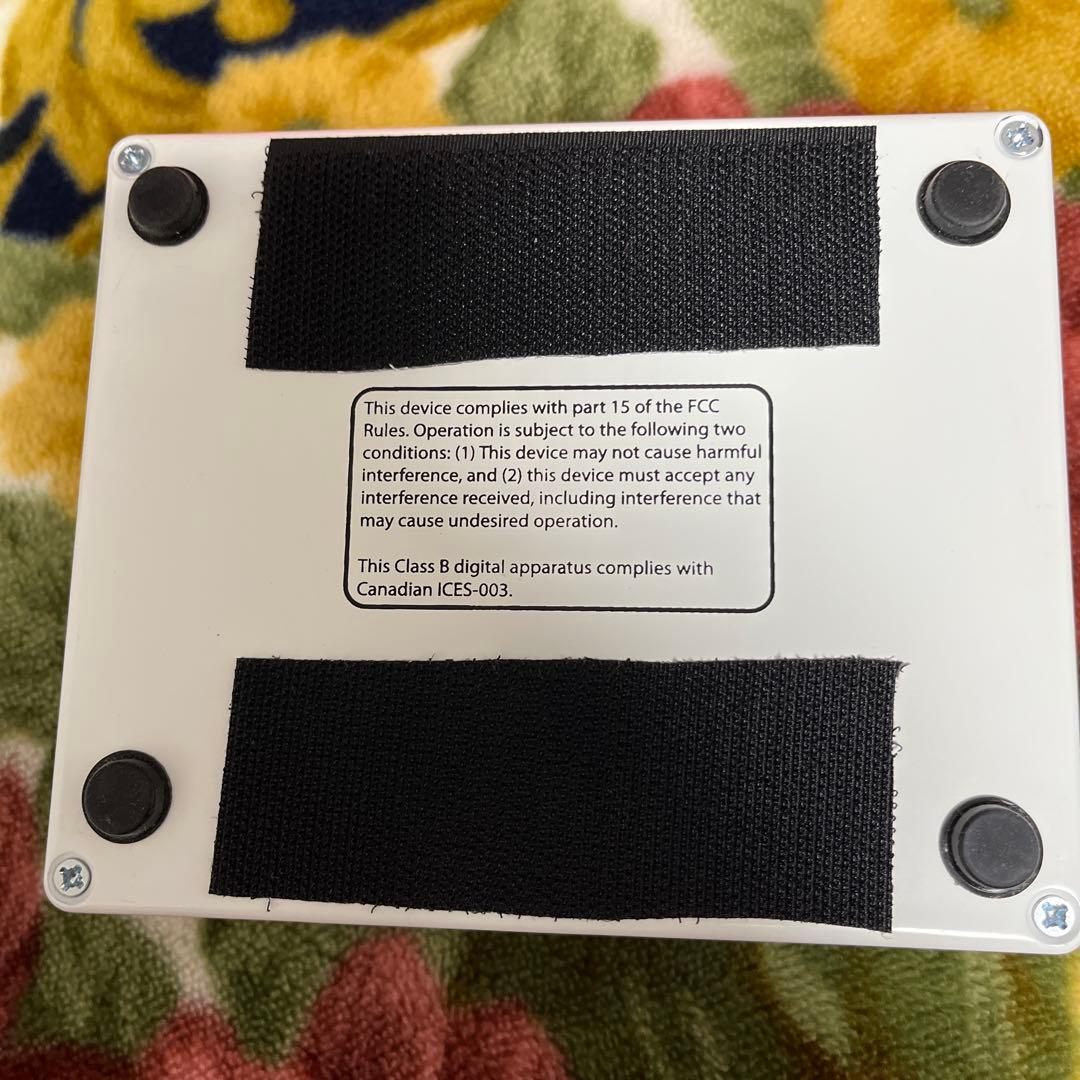 This device complies with part 15 of the FCC
Rules. Operation is subject to the following two
conditions: (1) This device may not cause harmful
interference, and (2) this device must accept any
interference received, including interference that
may cause undesired operation.
This Class B digital apparatus complies with
Canadian ICES-003.